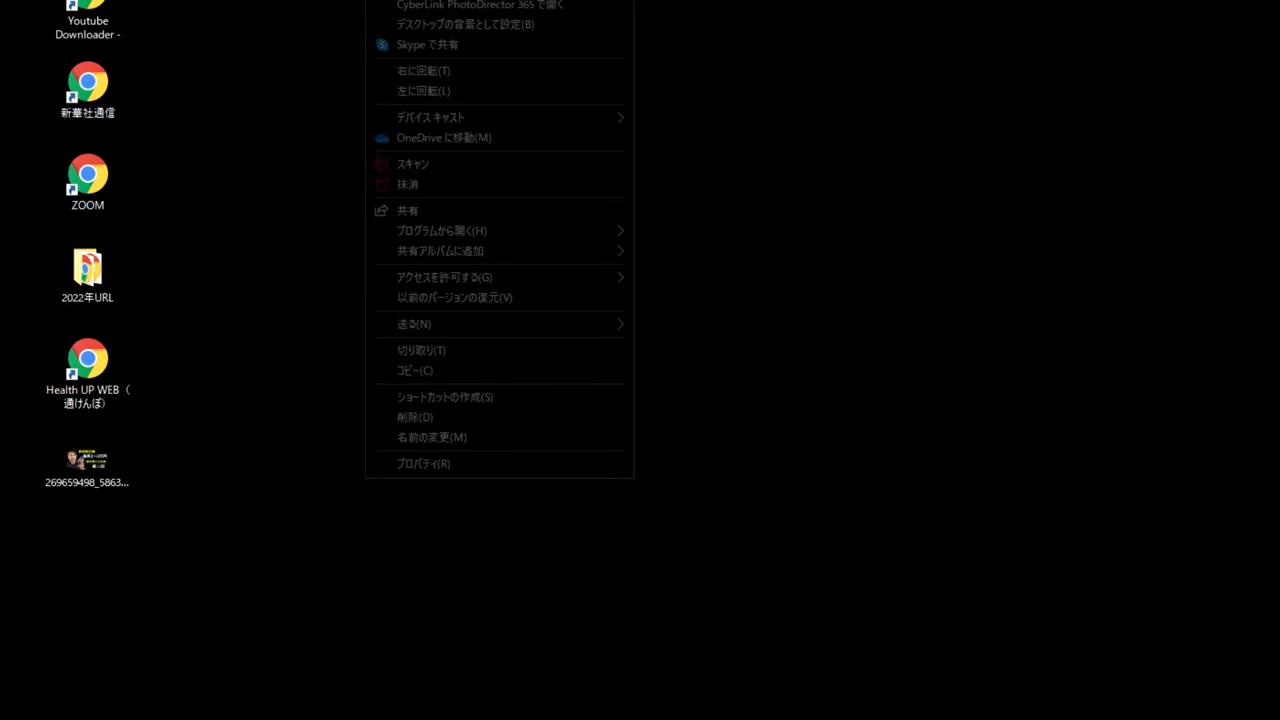 Youtube
Downloader -
新華社通信
ZOOM
2022年URL
Health UP WEB（
通けんぽ）
269659498_5863...
CyberLink PhotoDirector 365 で開く
デスクトップの背景として設定(B)
Skype で共有
右に回転(T)
左に回転(L)
デバイス キャスト
OneDrive に移動(M)
スキャン
抹消
共有
プログラムから開く(H)
共有アルバムに追加
アクセスを許可する(G)
以前のバージョンの復元(V)
送る(N)
切り取り(T)
コピー(C)
ショートカットの作成(S)
削除(D)
名前の変更(M)
プロパティ(R)